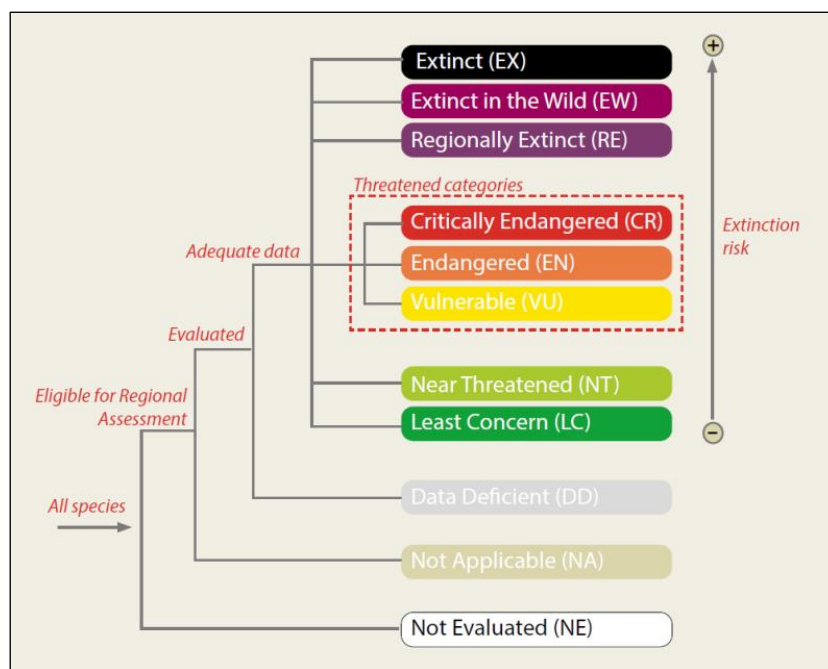 Extinct (EX)
+
Extinct in the Wild (EW)
Regionally Extinct (RE)
Threatened categories
Critically Endangered (CR)
Adequate data
Extinction
risk
Endangered (EN)
Vulnerable (VU)
Evaluated
Near Threatened (NT)
Eligible for Regional
Assessment
Least Concern (LC)
−
All species
Data Deficient (DD)
Not Applicable (NA)
Not Evaluated (NE)